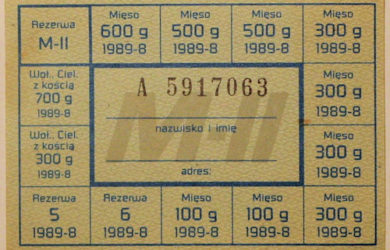 Rezerwa
M-II
Mięso
600 g
1989-8
Mięso
500 g
1989-8
Mięso
500 g
1989-8
Mięso
300 g
1989-8
Woł., Ciel.
z kością
700 g
1989-8
A 5917063
M II
nazwisko i imię
adres:
Mięso
300 g
1989-8
Woł., Ciel.
z kością
300 g
1989-8
Mięso
300 g
1989-8
Rezerwa
5
1989-8
Rezerwa
6
1989-8
Mięso
100 g
1989-8
Mięso
100 g
1989-8
Mięso
300 g
1989-8